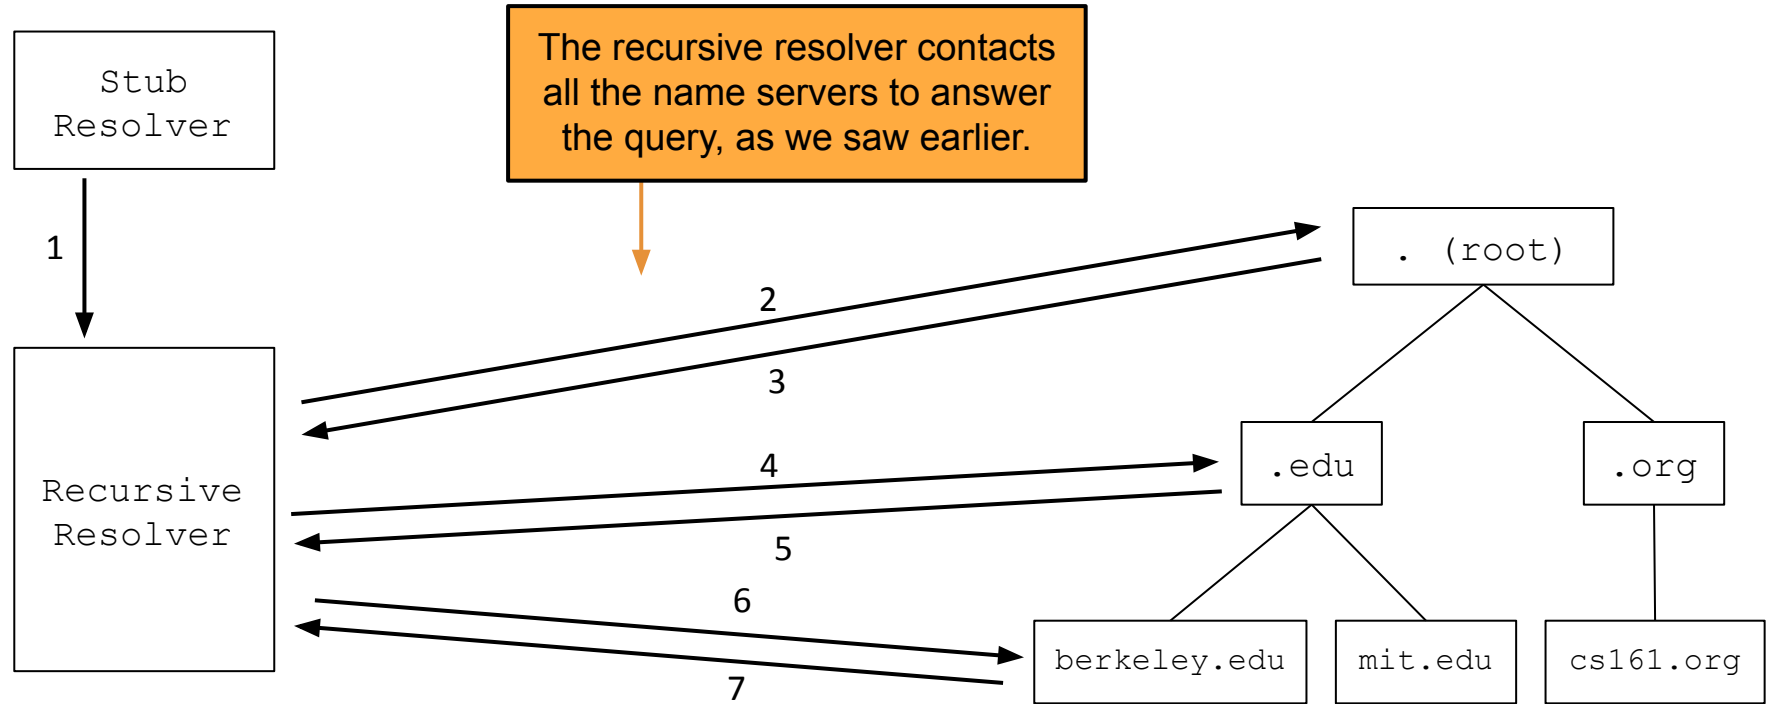 Stub
Resolver
The recursive resolver contacts
all the name servers to answer
the query, as we saw earlier.
1
2
. (root)
3
4
.edu
.org
Recursive
Resolver
5
6
berkeley.edu
mit.edu
cs161.org
7